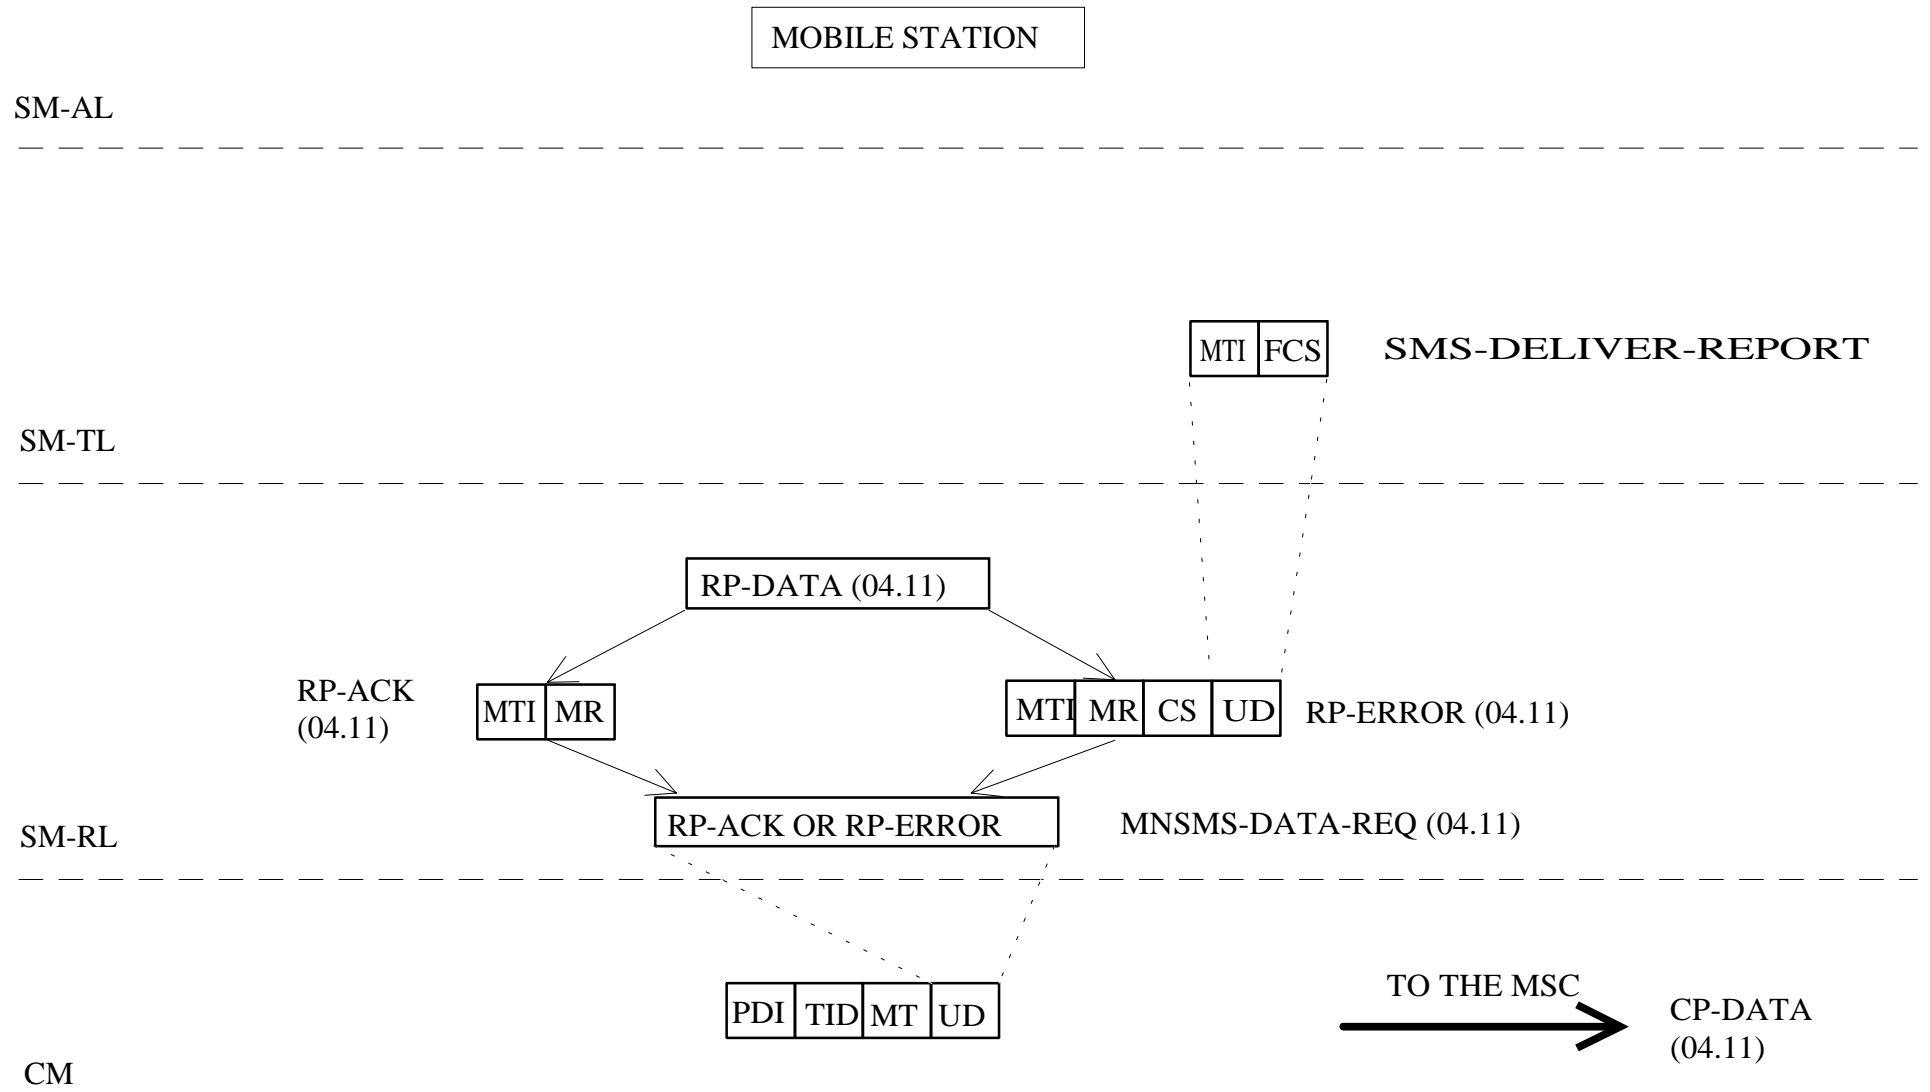 MOBILE STATION
SM-AL
MTI FCS SMS-DELIVER-REPORT
SM-TL
RP-DATA (04.11)
RP-ACK
(04.11)
MTI MR
MTI MR CS UD RP-ERROR (04.11)
RP-ACK OR RP-ERROR MNSMS-DATA-REQ (04.11)
SM-RL
PDI TID MT UD
TO THE MSC
CP-DATA
(04.11)
CM